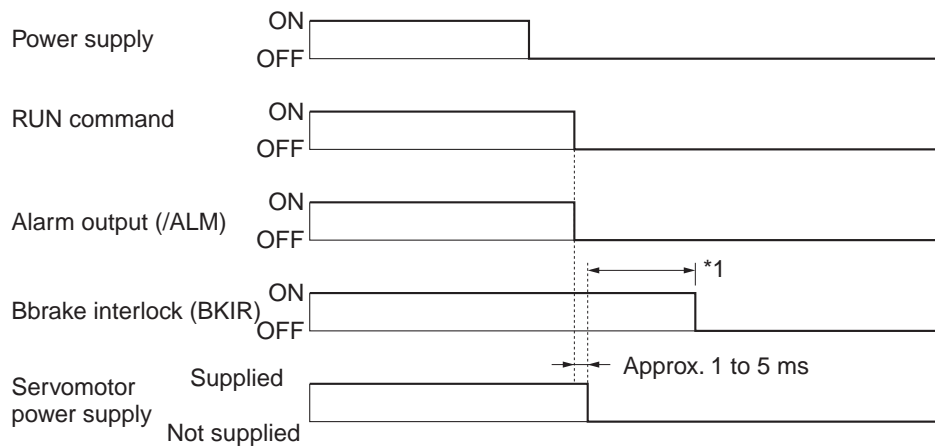 ON
Power supply
OFF
ON
RUN command
OFF
ON
Alarm output (/ALM)
OFF
*1
ON
Bbrake interlock (BKIR)
OFF
Approx. 1 to 5 ms
Supplied
Servomotor
power supply
Not supplied